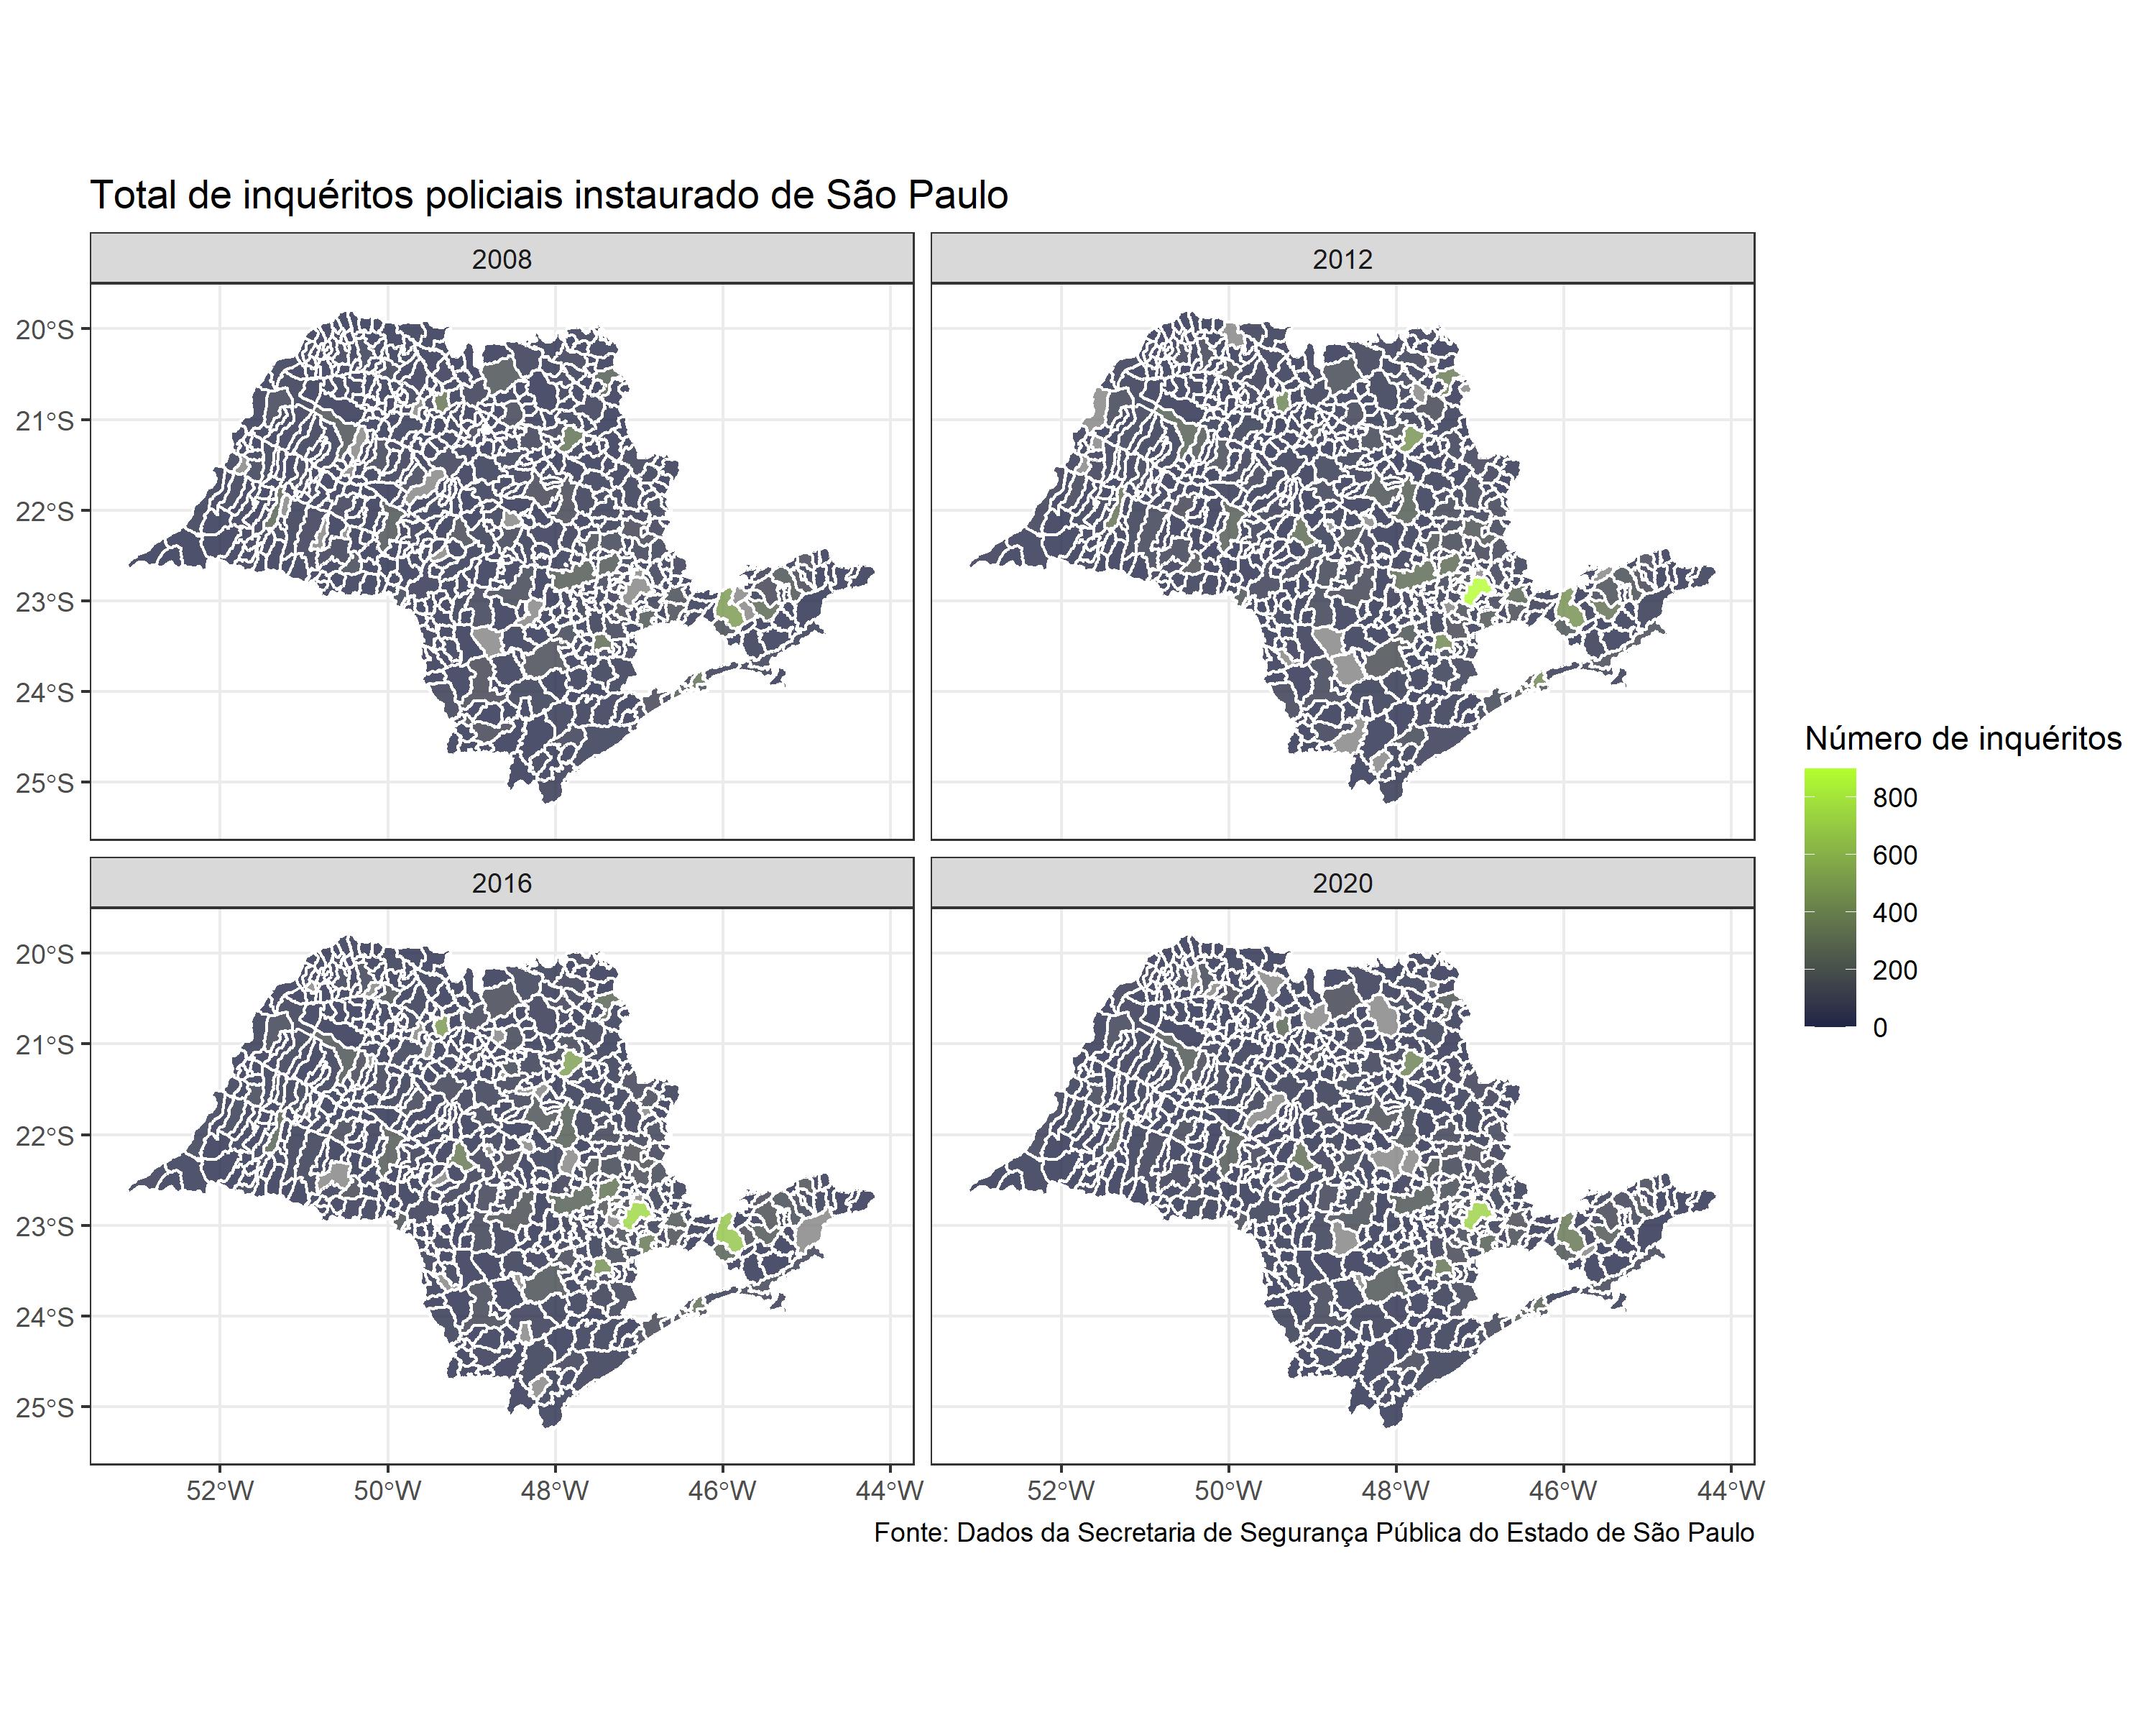 Total de inquéritos policiais instaurado de São Paulo
2008
2012
20°S
21°S
22°S
23°S
24°S
25°S
2016
2020
20°S
21°S
22°S
23°S
24°S
25°S
52°W 50°W 48°W 46°W 44°W
52°W 50°W 48°W 46°W 44°W
Número de inquéritos
800
600
400
200
0
Fonte: Dados da Secretaria de Segurança Pública do Estado de São Paulo